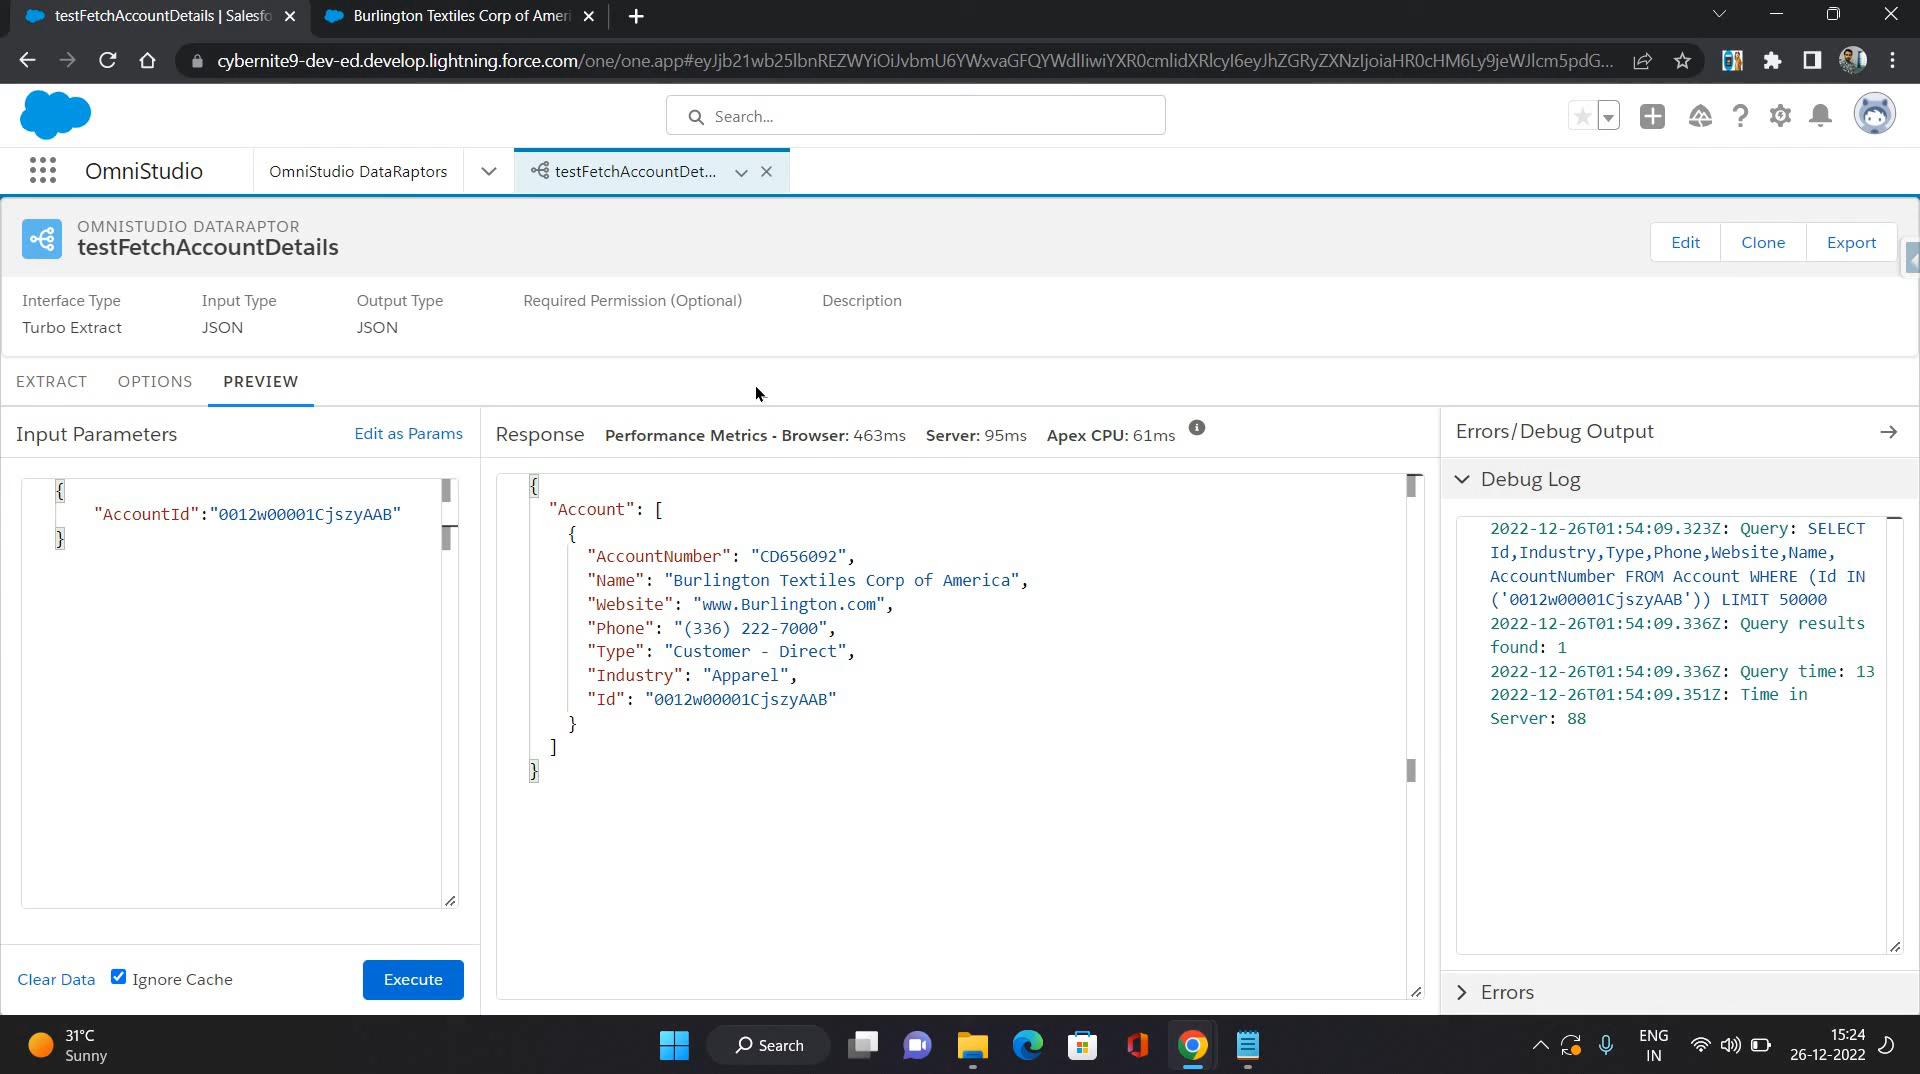 testFetchAccountDetails | Salesfo
Burlington Textiles Corp of Ameri
cybernite9-dev-ed.develop.lightning.force.com
Search...
OmniStudio
OmniStudio DataRaptors
testFetchAccountDet...
OMNISTUDIO DATARAPTOR
testFetchAccountDetails
Edit
Clone
Export
Interface Type
Input Type
Output Type
Required Permission (Optional)
Description
Turbo Extract
JSON
JSON
EXTRACT
OPTIONS
PREVIEW
Input Parameters
Edit as Params
{
"AccountId":"0012w00001CjszyAAB"
}
Clear Data
Ignore Cache
Execute
Response
Performance Metrics - Browser: 463ms Server: 95ms Apex CPU: 61ms
{
"Account": [
{
"AccountNumber": "CD656092",
"Name": "Burlington Textiles Corp of America",
"Website": "www.Burlington.com",
"Phone": "(336) 222-7000",
"Type": "Customer - Direct",
"Industry": "Apparel",
"Id": "0012w00001CjszyAAB"
}
]
}
Errors/Debug Output
Debug Log
2022-12-26T01:54:09.323Z: Query: SELECT
Id,Industry,Type,Phone,Website,Name,
AccountNumber FROM Account WHERE (Id IN
('0012w00001CjszyAAB')) LIMIT 50000
2022-12-26T01:54:09.336Z: Query results
found: 1
2022-12-26T01:54:09.336Z: Query time: 13
2022-12-26T01:54:09.351Z: Time in
Server: 88
Errors
31°C
Sunny
Search
ENG
IN
15:24
26-12-2022